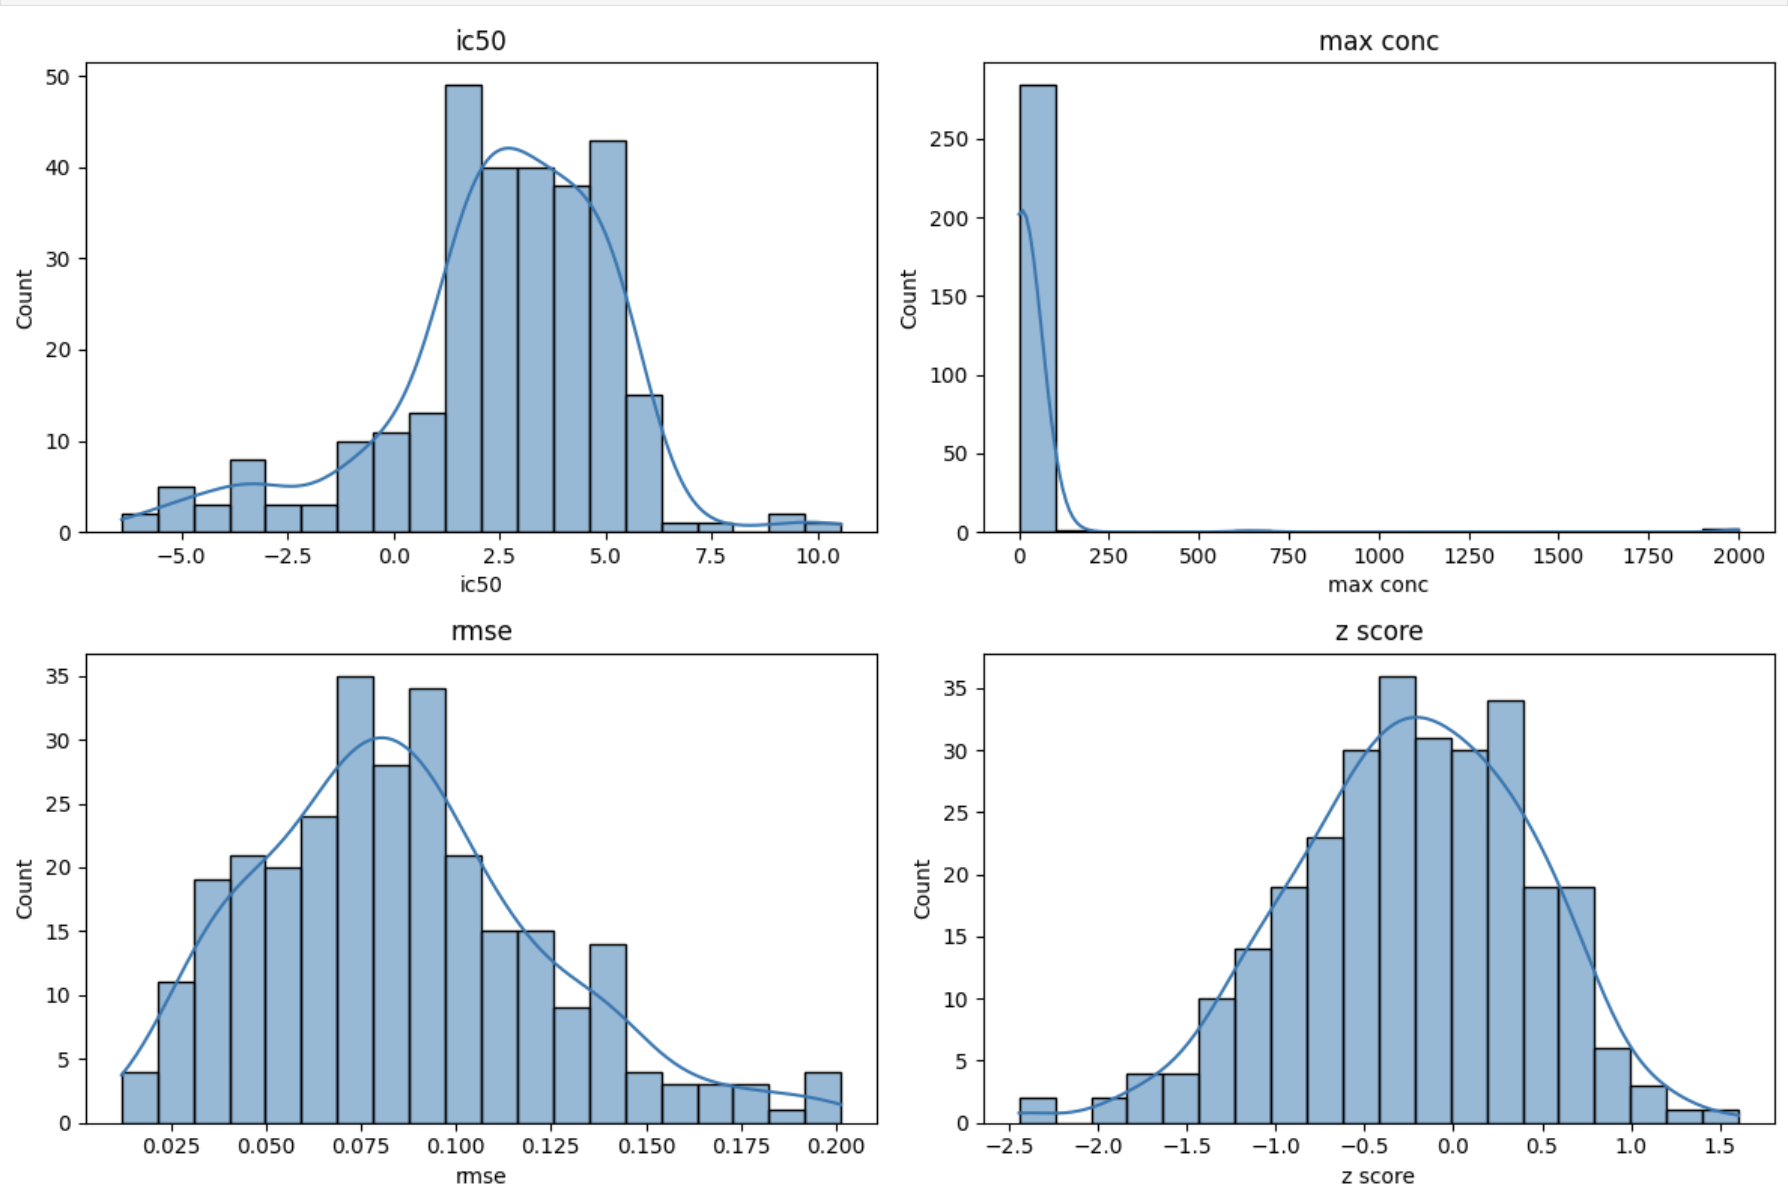 ic50
50
40
30
20
10
0
Count
−5.0 −2.5 0.0 2.5 5.0 7.5 10.0
ic50
max conc
250
200
150
100
50
0
Count
0 250 500 750 1000 1250 1500 1750 2000
max conc
rmse
35
30
25
20
15
10
5
0
Count
0.025 0.050 0.075 0.100 0.125 0.150 0.175 0.200
rmse
z score
35
30
25
20
15
10
5
0
Count
−2.5 −2.0 −1.5 −1.0 −0.5 0.0 0.5 1.0 1.5
z score